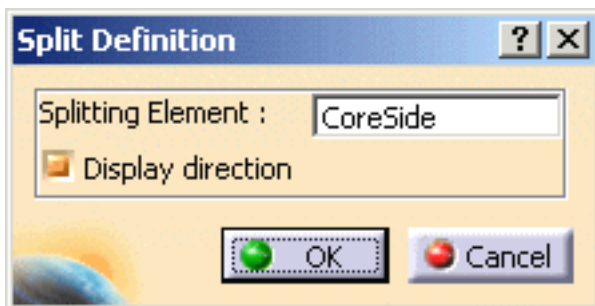 Split Definition
Splitting Element : CoreSide
Display direction
OK Cancel